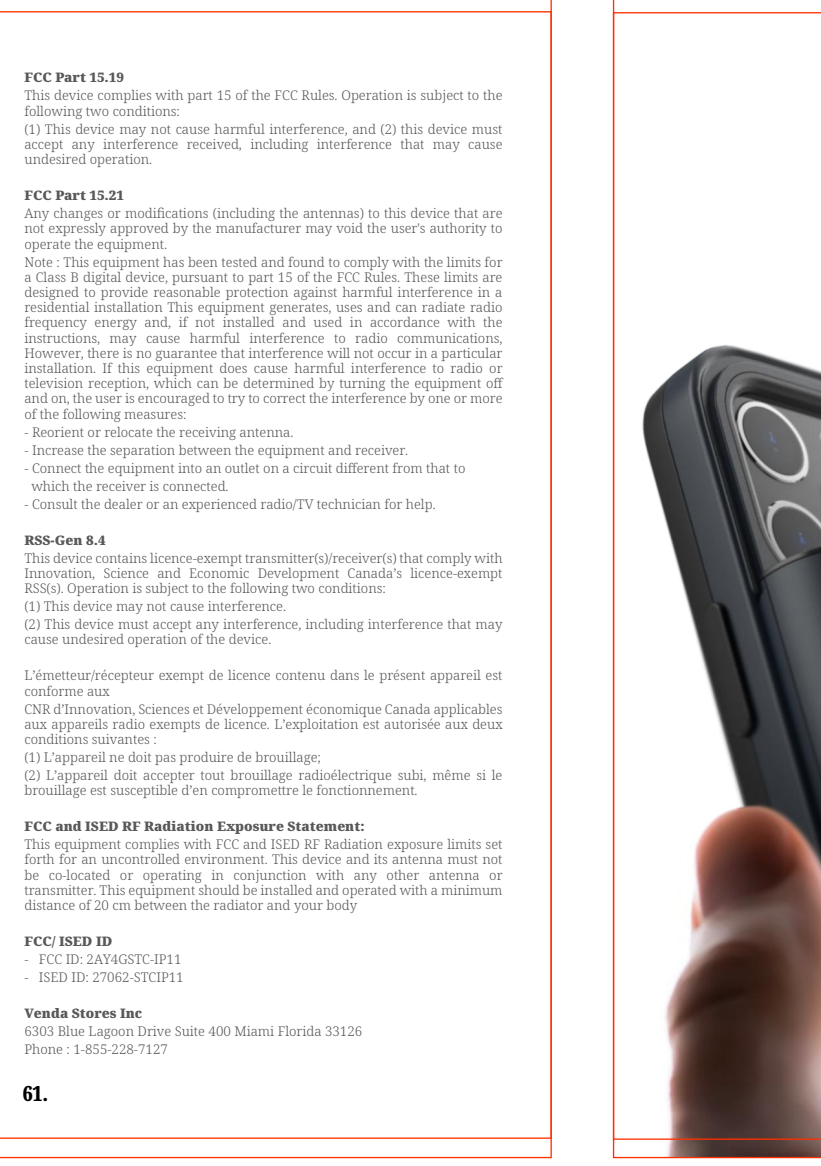 FCC Part 15.19
This device complies with part 15 of the FCC Rules. Operation is subject to the
following two conditions:
(1) This device may not cause harmful interference, and (2) this device must
accept any interference received, including interference that may cause
undesired operation.
FCC Part 15.21
Any changes or modifications (including the antennas) to this device that are
not expressly approved by the manufacturer may void the user's authority to
operate the equipment.
Note : This equipment has been tested and found to comply with the limits for
a Class B digital device, pursuant to part 15 of the FCC Rules. These limits are
designed to provide reasonable protection against harmful interference in a
residential installation This equipment generates, uses and can radiate radio
frequency energy and, if not installed and used in accordance with the
instructions, may cause harmful interference to radio communications,
However, there is no guarantee that interference will not occur in a particular
installation. If this equipment does cause harmful interference to radio or
television reception, which can be determined by turning the equipment off
and on, the user is encouraged to try to correct the interference by one or more
of the following measures:
- Reorient or relocate the receiving antenna.
- Increase the separation between the equipment and receiver.
- Connect the equipment into an outlet on a circuit different from that to
which the receiver is connected.
- Consult the dealer or an experienced radio/TV technician for help.
RSS-Gen 8.4
This device contains licence-exempt transmitter(s)/receiver(s) that comply with
Innovation, Science and Economic Development Canada’s licence-exempt
RSS(s). Operation is subject to the following two conditions:
(1) This device may not cause interference.
(2) This device must accept any interference, including interference that may
cause undesired operation of the device.
L’émetteur/récepteur exempt de licence contenu dans le présent appareil est
conforme aux
CNR d’Innovation, Sciences et Développement économique Canada applicables
aux appareils radio exempts de licence. L’exploitation est autorisée aux deux
conditions suivantes :
(1) L’appareil ne doit pas produire de brouillage;
(2) L’appareil doit accepter tout brouillage radioélectrique subi, même si le
brouillage est susceptible d’en compromettre le fonctionnement.
FCC and ISED RF Radiation Exposure Statement:
This equipment complies with FCC and ISED RF Radiation exposure limits set
forth for an uncontrolled environment. This device and its antenna must not
be co-located or operating in conjunction with any other antenna or
transmitter. This equipment should be installed and operated with a minimum
distance of 20 cm between the radiator and your body
FCC/ ISED ID
- FCC ID: 2AY4GSTC-IP11
- ISED ID: 27062-STCIP11
Venda Stores Inc
6303 Blue Lagoon Drive Suite 400 Miami Florida 33126
Phone : 1-855-228-7127
61.